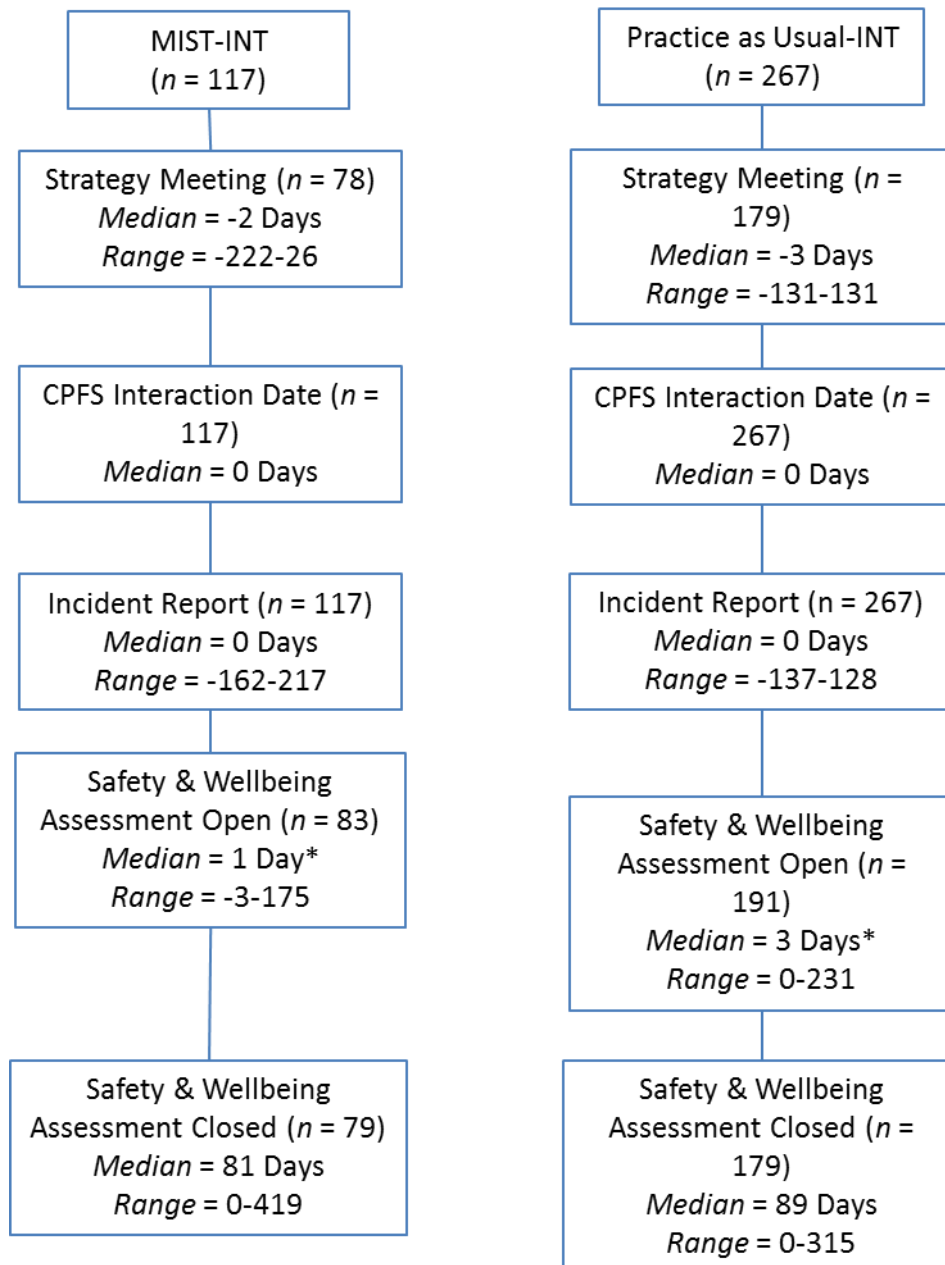 MIST-INT
(n = 117)
Strategy Meeting (n = 78)
Median = -2 Days
Range = -222-26
CPFS Interaction Date (n =
117)
Median = 0 Days
Incident Report (n = 117)
Median = 0 Days
Range = -162-217
Safety & Wellbeing
Assessment Open (n = 83)
Median = 1 Day*
Range = -3-175
Safety & Wellbeing
Assessment Closed (n = 79)
Median = 81 Days
Range = 0-419
Practice as Usual-INT
(n = 267)
Strategy Meeting (n =
179)
Median = -3 Days
Range = -131-131
CPFS Interaction Date (n =
267)
Median = 0 Days
Incident Report (n = 267)
Median = 0 Days
Range = -137-128
Safety & Wellbeing
Assessment Open (n =
191)
Median = 3 Days*
Range = 0-231
Safety & Wellbeing
Assessment Closed (n =
179)
Median = 89 Days
Range = 0-315